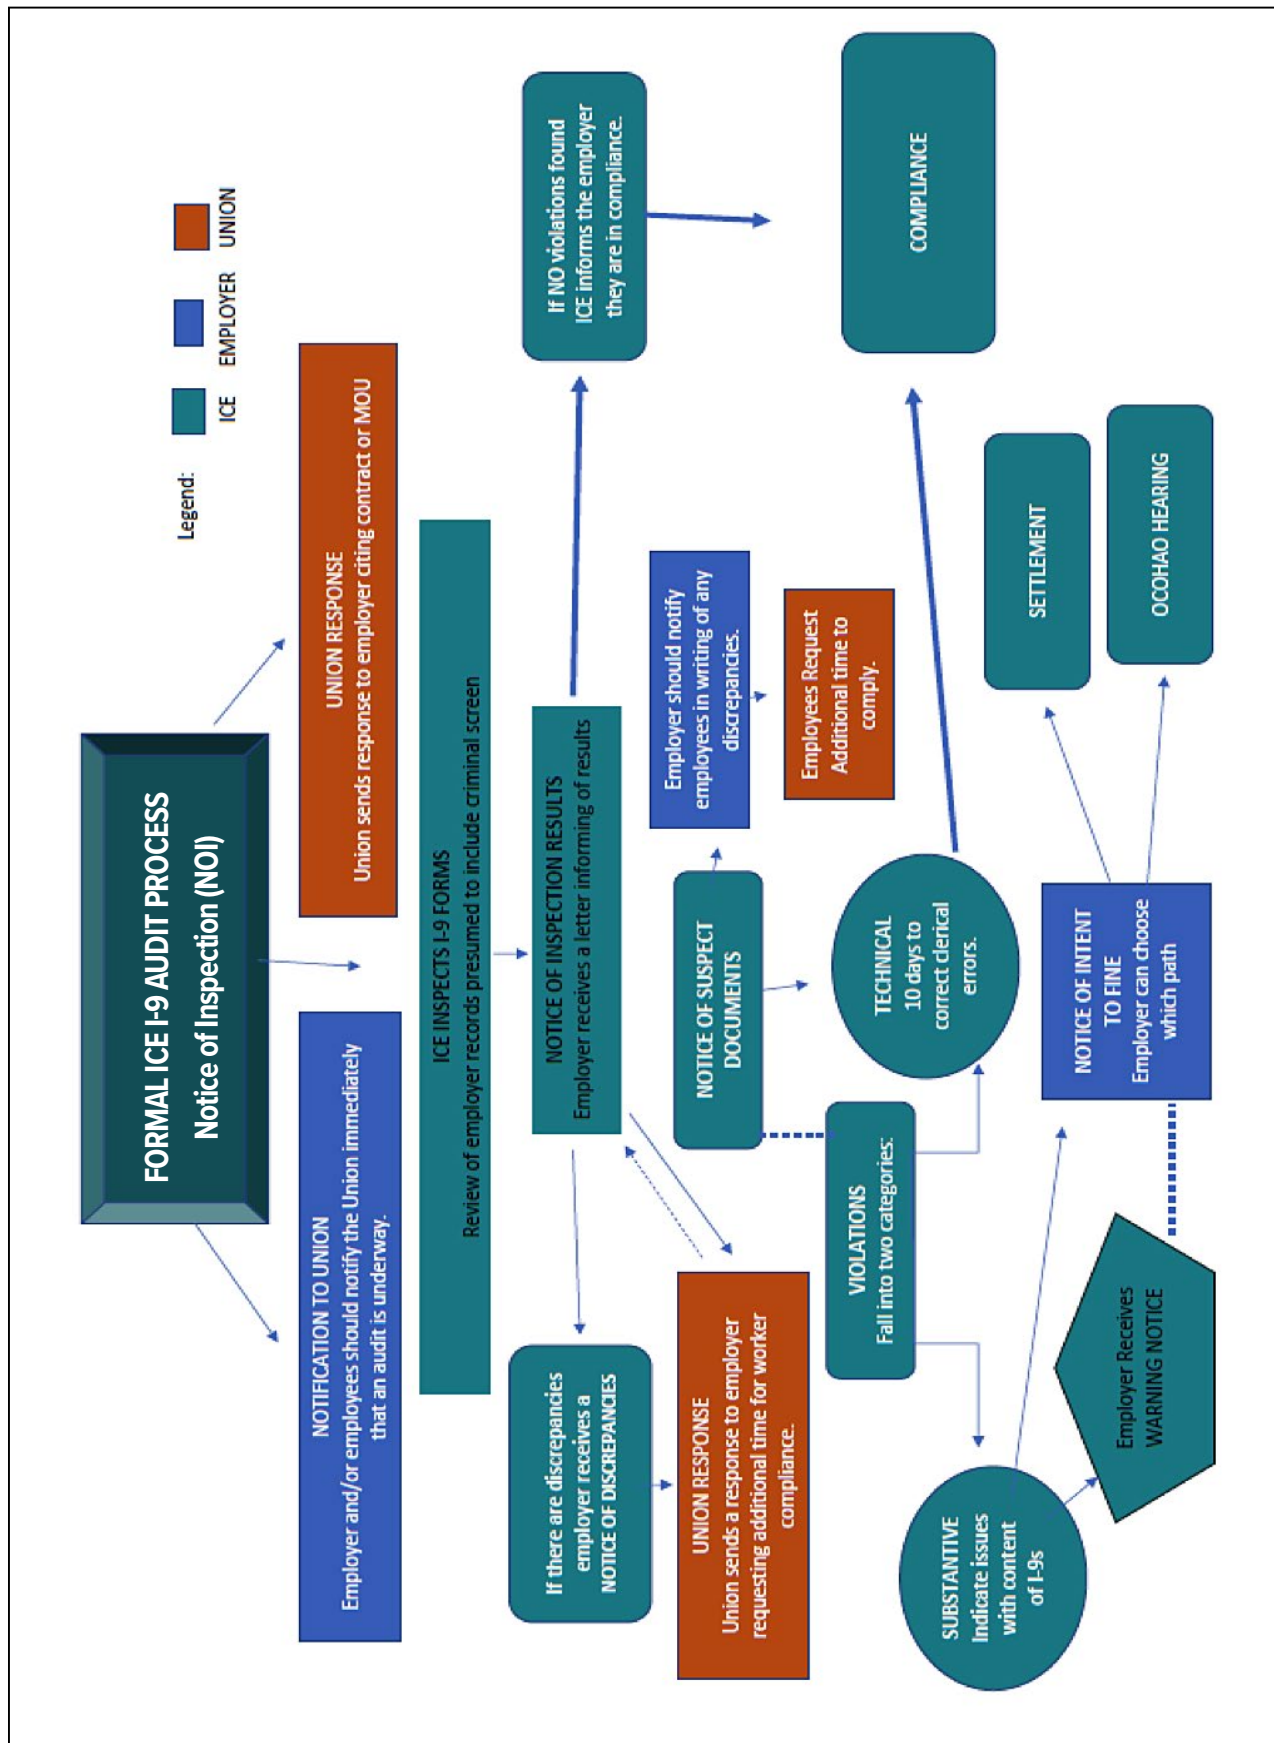 FORMAL ICE I-9 AUDIT PROCESS
Notice of Inspection (NOI)
Legend:
ICE
EMPLOYER
UNION
NOTIFICATION TO UNION
Employer and/or employees should notify the Union immediately
that an audit is underway.
UNION RESPONSE
Union sends response to employer citing contract or MOU
ICE INSPECTS I-9 FORMS
Review of employer records presumed to include criminal screen
If there are discrepancies
employer receives a
NOTICE OF DISCREPANCIES
NOTICE OF INSPECTION RESULTS
Employer receives a letter informing of results
If NO violations found
ICE informs the employer
they are in compliance.
UNION RESPONSE
Union sends a response to employer
requesting additional time for worker
compliance.
NOTICE OF SUSPECT
DOCUMENTS
Employer should notify
employees in writing of any
discrepancies.
Employees Request
Additional time to
comply.
VIOLATIONS
Fall into two categories:
TECHNICAL
10 days to
correct clerical
errors.
COMPLIANCE
SUBSTANTIVE
Indicate issues
with content
of I-9s
Employer Receives
WARNING NOTICE
NOTICE OF INTENT
TO FINE
Employer can choose
which path
SETTLEMENT
OCOHAO HEARING